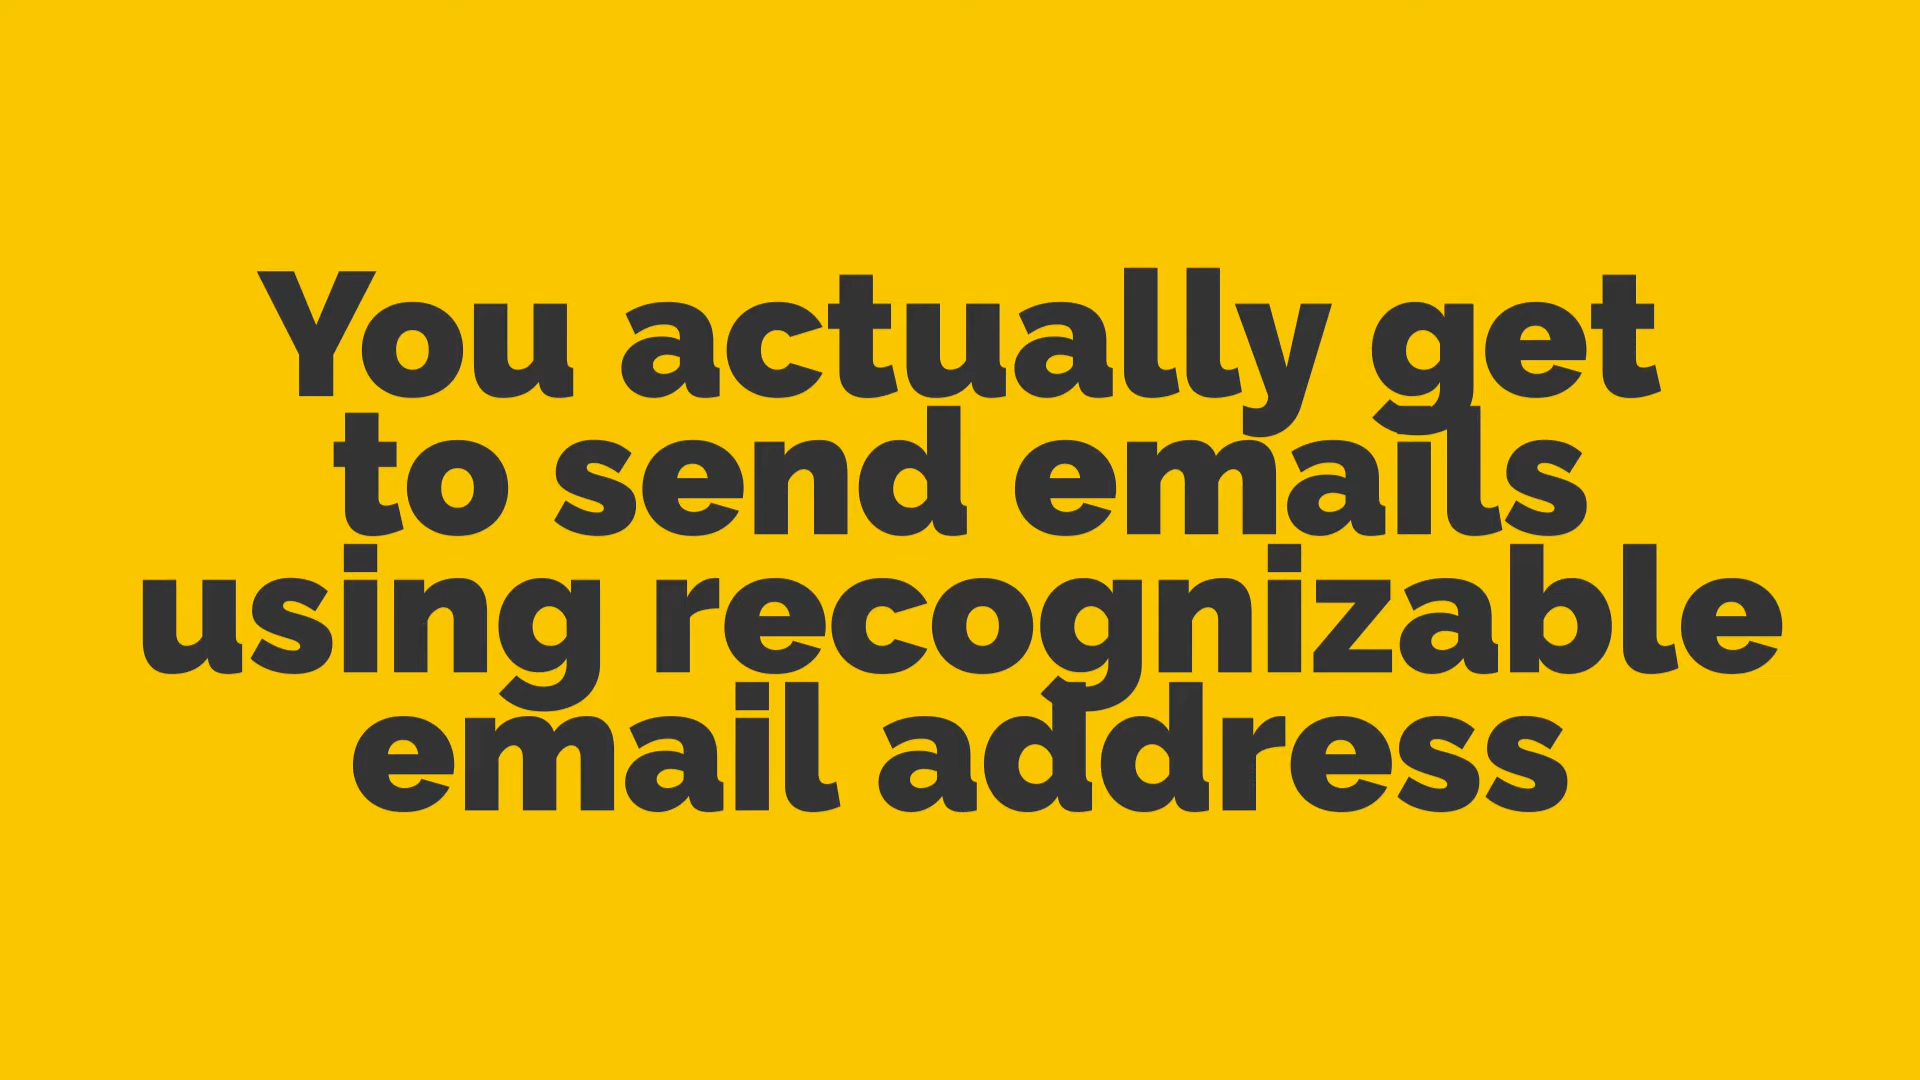 You actually get
to send emails
using recognizable
email address